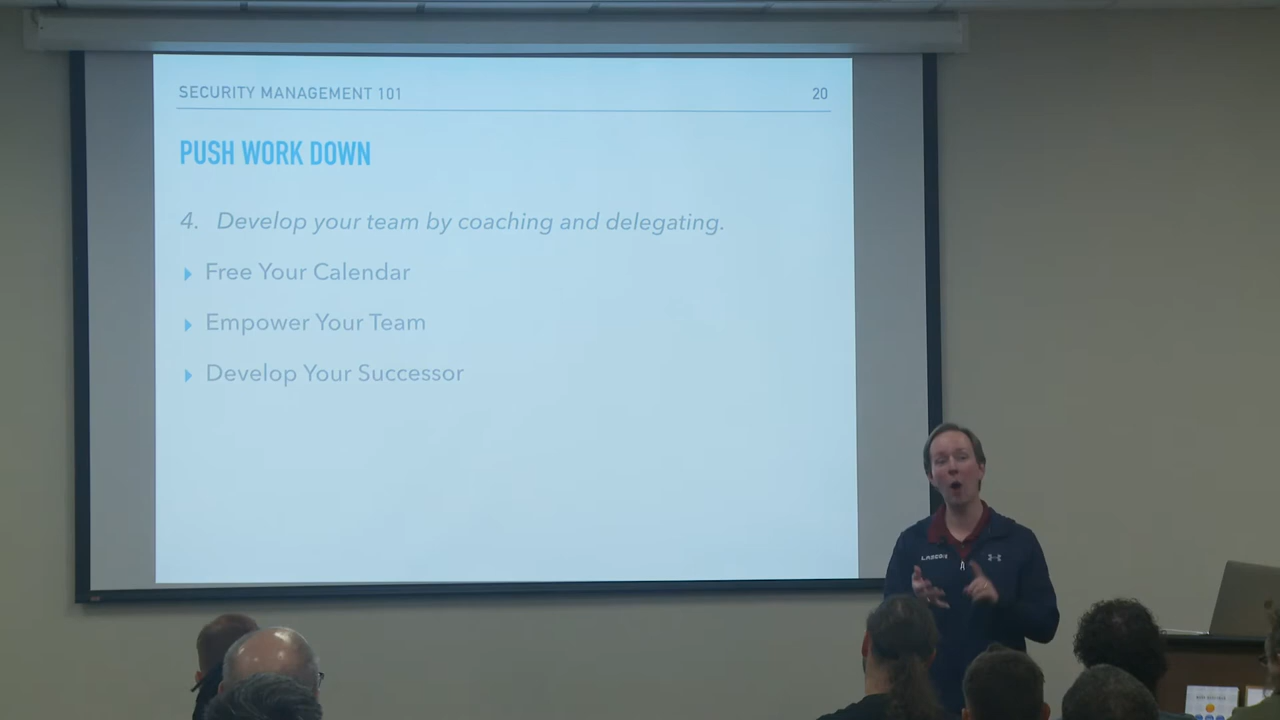 SECURITY MANAGEMENT 101
20
PUSH WORK DOWN
4. Develop your team by coaching and delegating.
Free Your Calendar
Empower Your Team
Develop Your Successor
LASCON